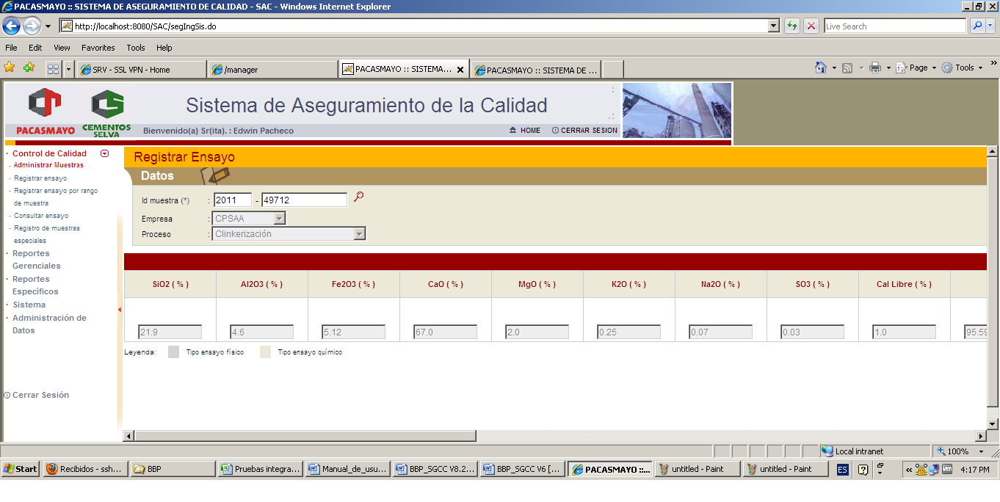 PACASMAYO :: SISTEMA DE ASEGURAMIENTO DE CALIDAD - SAC - Windows Internet Explorer
http://localhost:8080/SAC/segIngSis.do
Live Search
File Edit View Favorites Tools Help
SRV - SSL VPN - Home
/manager
PACASMAYO :: SISTEMA...
PACASMAYO :: SISTEMA DE ...
Page
Tools
PACASMAYO
CEMENTOS
SELVA
Sistema de Aseguramiento de la Calidad
Bienvenido(a) Sr(ita). : Edwin Pacheco
HOME
CERRAR SESION
· Control de Calidad
· Administrar Muestras
· Registrar ensayo
· Registrar ensayo por rango
de muestra
· Consultar ensayo
· Registro de muestras
especiales
· Reportes
Gerenciales
· Reportes
Específicos
· Sistema
· Administración de
Datos
Cerrar Sesión
Registrar Ensayo
Datos
Id muestra (*) : 2011 - 49712
Empresa : CPSAA
Proceso : Clinkerización
SiO2 ( % ) Al2O3 ( % ) Fe2O3 ( % ) CaO ( % ) MgO ( % ) K2O ( % ) Na2O ( % ) SO3 ( % ) Cal Libre ( % )
21.9 4.6 5.12 67.0 2.0 0.25 0.07 0.03 1.0 95.59
Leyenda: Tipo ensayo físico Tipo ensayo químico
Local intranet
100%
Start
Recibidos - ssh...
BBP
Pruebas integra...
Manual_de_usu...
BBP_SGCC V8.2...
BBP_SGCC V6 [...
PACASMAYO ::...
untitled - Paint
untitled - Paint
ES
4:17 PM